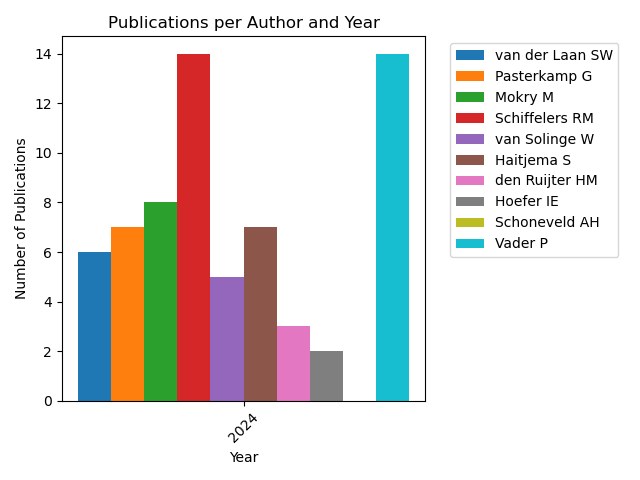 Publications per Author and Year
14
12
10
8
6
4
2
0
Number of Publications
2024
Year
van der Laan SW
Pasterkamp G
Mokry M
Schiffelers RM
van Solinge W
Haitjema S
den Ruijter HM
Hoefer IE
Schoneveld AH
Vader P